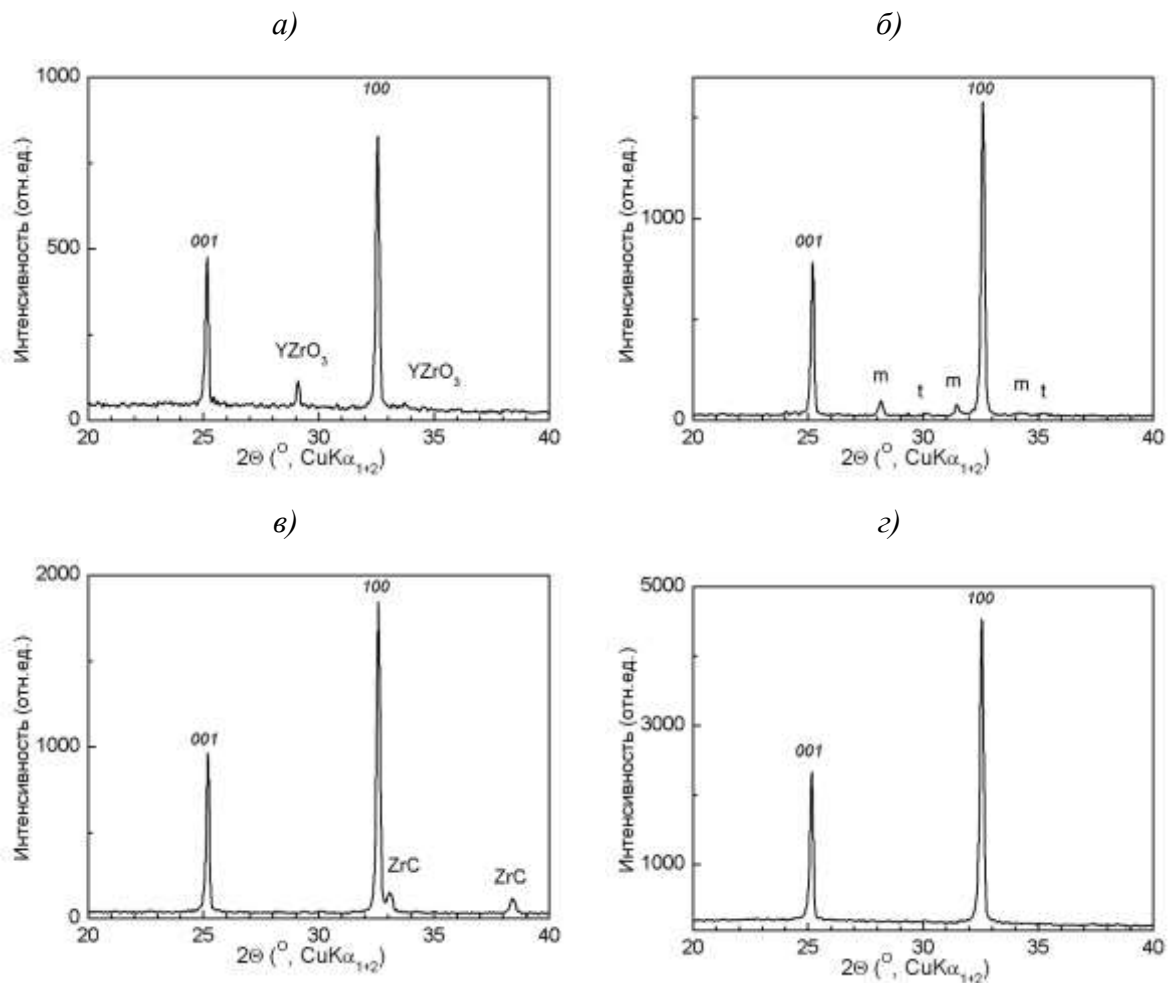 а)
1000
100
Интенсивность (отн.ед.)
500
001
YZrO3
YZrO3
0
20 25 30 35 40
2Θ (°, CuKα1+2)
б)
100
Интенсивность (отн.ед.)
1000
001
m
t
m
m
t
0
20 25 30 35 40
2Θ (°, CuKα1+2)
в)
2000
100
Интенсивность (отн.ед.)
1000
001
ZrC
ZrC
0
20 25 30 35 40
2Θ (°, CuKα1+2)
г)
5000
100
Интенсивность (отн.ед.)
3000
001
1000
20 25 30 35 40
2Θ (°, CuKα1+2)